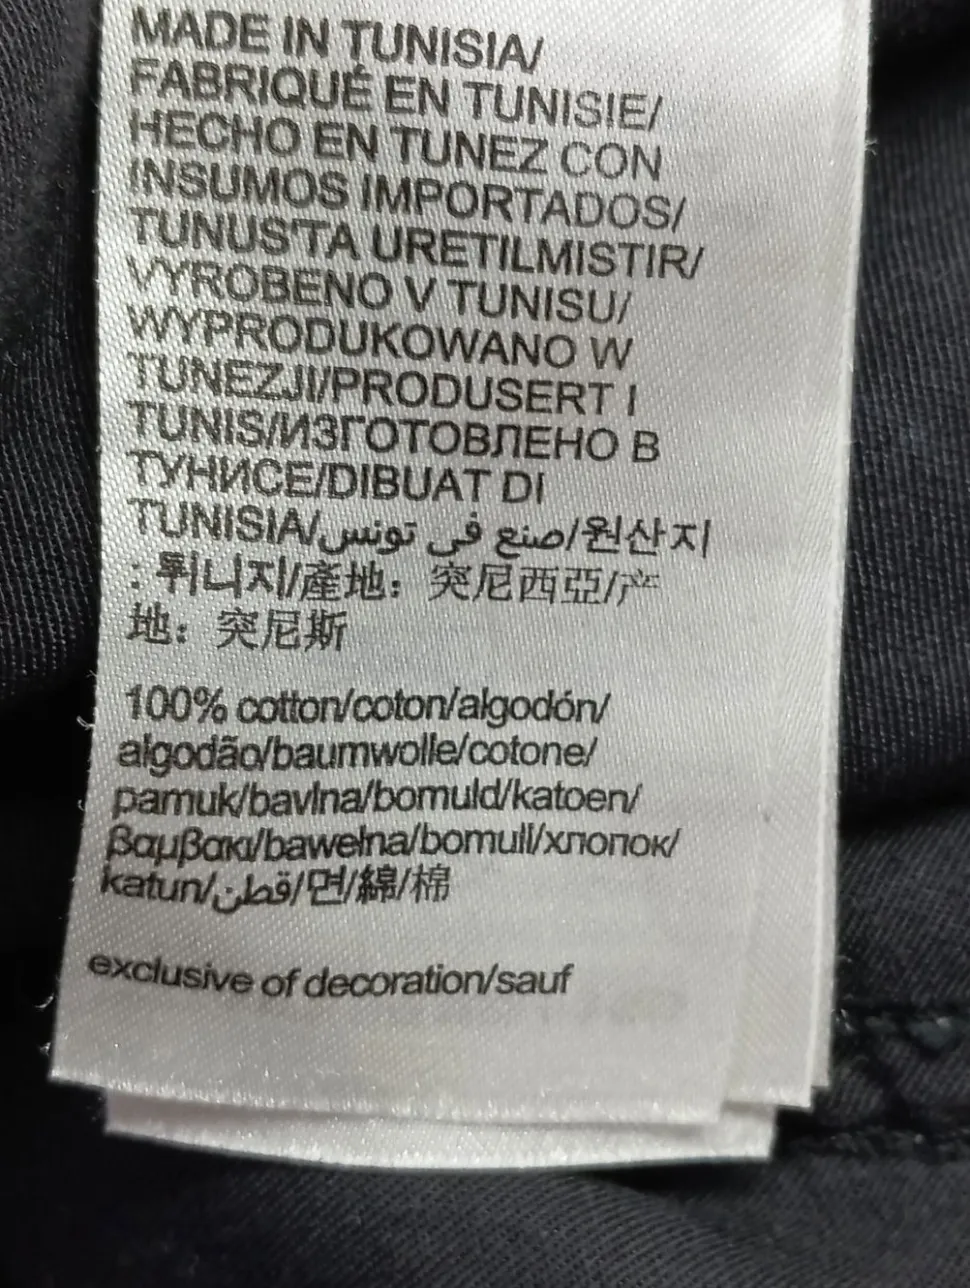 MADE IN TUNISIA/
FABRIQUÉ EN TUNISIE/
HECHO EN TUNEZ CON
INSUMOS IMPORTADOS/
TUNUS'TA URETILMISTIR/
VYROBENO V TUNISU/
WYPRODUKOWANO W
TUNEZJI/PRODUSERT I
TUNIS/ИЗГОТОВЛЕНО В
ТУНИСЕ/DIBUAT DI
TUNISIA/صنع في تونس/원산지
:튀니지/產地：突尼西亞/产
地：突尼斯
100% cotton/coton/algodón/
algodão/baumwolle/cotone/
pamuk/bavlna/bomuld/katoen/
βαμβακι/bawełna/bomull/хлопок/
katun/قطن/면/綿/棉
exclusive of decoration/sauf